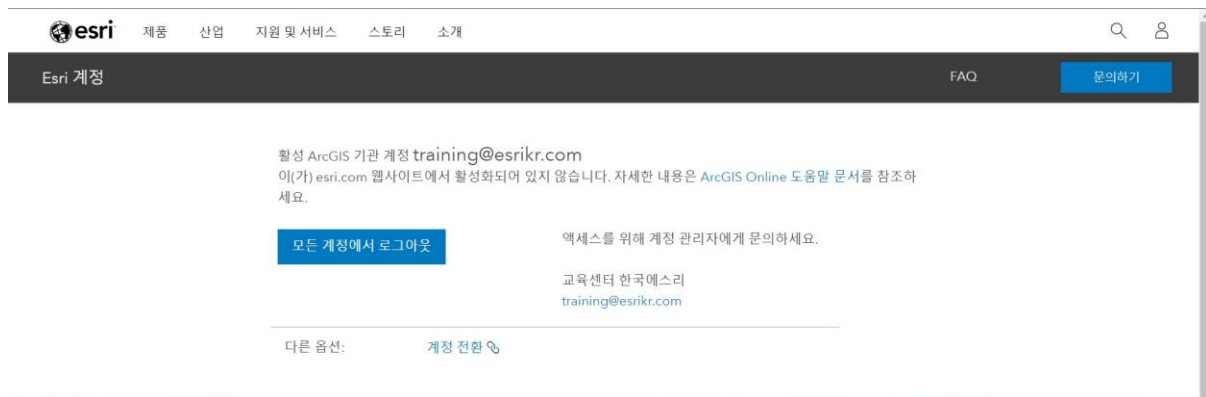 esri 제품 산업 지원 및 서비스 스토리 소개
Esri 계정 FAQ 문의하기
활성 ArcGIS 기관 계정 training@esrikr.com
이(가) esri.com 웹사이트에서 활성화되어 있지 않습니다. 자세한 내용은 ArcGIS Online 도움말 문서를 참조하
세요.
모든 계정에서 로그아웃
액세스를 위해 계정 관리자에게 문의하세요.
교육센터 한국에스리
training@esrikr.com
다른 옵션: 계정 전환